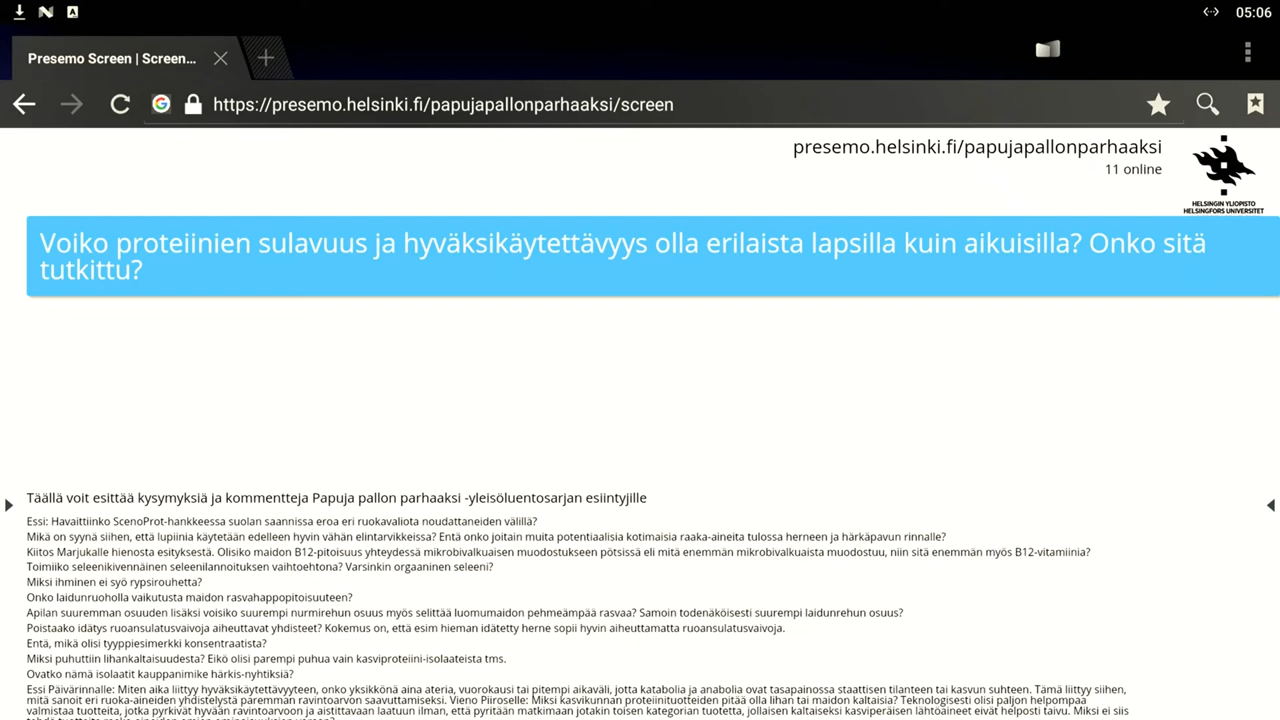 05:06
Presemo Screen | Screen...
https://presemo.helsinki.fi/papujapallonparhaaksi/screen
presemo.helsinki.fi/papujapallonparhaaksi
11 online
HELSINGIN YLIOPISTO
HELSINGFORS UNIVERSITET
Voiko proteiinien sulavuus ja hyväksikäytettävyys olla erilaista lapsilla kuin aikuisilla? Onko sitä
tutkittu?
Täällä voit esittää kysymyksiä ja kommentteja Papuja pallon parhaaksi -yleisöluentosarjan esiintyjille
Essi: Havaittiinko ScenoProt-hankkeessa suolan saannissa eroa eri ruokavaliota noudattaneiden välillä?
Mikä on syynä siihen, että lupiinia käytetään edelleen hyvin vähän elintarvikkeissa? Entä onko joitain muita potentiaalisia kotimaisia raaka-aineita tulossa herneen ja härkäpavun rinnalle?
Kiitos Marjukalle hienosta esityksestä. Olisiko maidon B12-pitoisuus yhteydessä mikrobivalkuaisen muodostukseen pötsissä eli mitä enemmän mikrobivalkuaista muodostuu, niin sitä enemmän myös B12-vitamiinia?
Toimiiko seleenikivennäinen seleenilannoituksen vaihtoehtona? Varsinkin orgaaninen seleeni?
Miksi ihminen ei syö rypsirouhetta?
Onko laidunruoholla vaikutusta maidon rasvahappopitoisuuteen?
Apilan suuremman osuuden lisäksi voisiko suurempi nurmirehun osuus myös selittää luomumaidon pehmeämpää rasvaa? Samoin todenäköisesti suurempi laidunrehun osuus?
Poistaako idätys ruoansulatusvaivoja aiheuttavat yhdisteet? Kokemus on, että esim hieman idätetty herne sopii hyvin aiheuttamatta ruoansulatusvaivoja.
Entä, mikä olisi tyyppiesimerkki konsentraatista?
Miksi puhuttiin lihankaltaisuudesta? Eikö olisi parempi puhua vain kasviproteiini-isolaateista tms.
Ovatko nämä isolaatit kauppanimike härkis-nyhtiksiä?
Essi Päivärinnalle: Miten aika liittyy hyväksikäytettävyyteen, onko yksikkönä aina ateria, vuorokausi tai pitempi aikaväli, jotta katabolia ja anabolia ovat tasapainossa staattisen tilanteen tai kasvun suhteen. Tämä liittyy siihen,
mitä sanoit eri ruoka-aineiden yhdistelystä paremman ravintoarvon saavuttamiseksi. Vieno Piiroselle: Miksi kasvikunnan proteiinituotteiden pitää olla lihan tai maidon kaltaisia? Teknologisesti olisi paljon helpompaa
valmistaa tuotteita, jotka pyrkivät hyvään ravintoarvoon ja aistittavaan laatuun ilman, että pyritään matkimaan jotakin toisen kategorian tuotetta, jollaisen kaltaiseksi kasviperäisen lähtöaineet eivät helposti taivu. Miksi ei siis